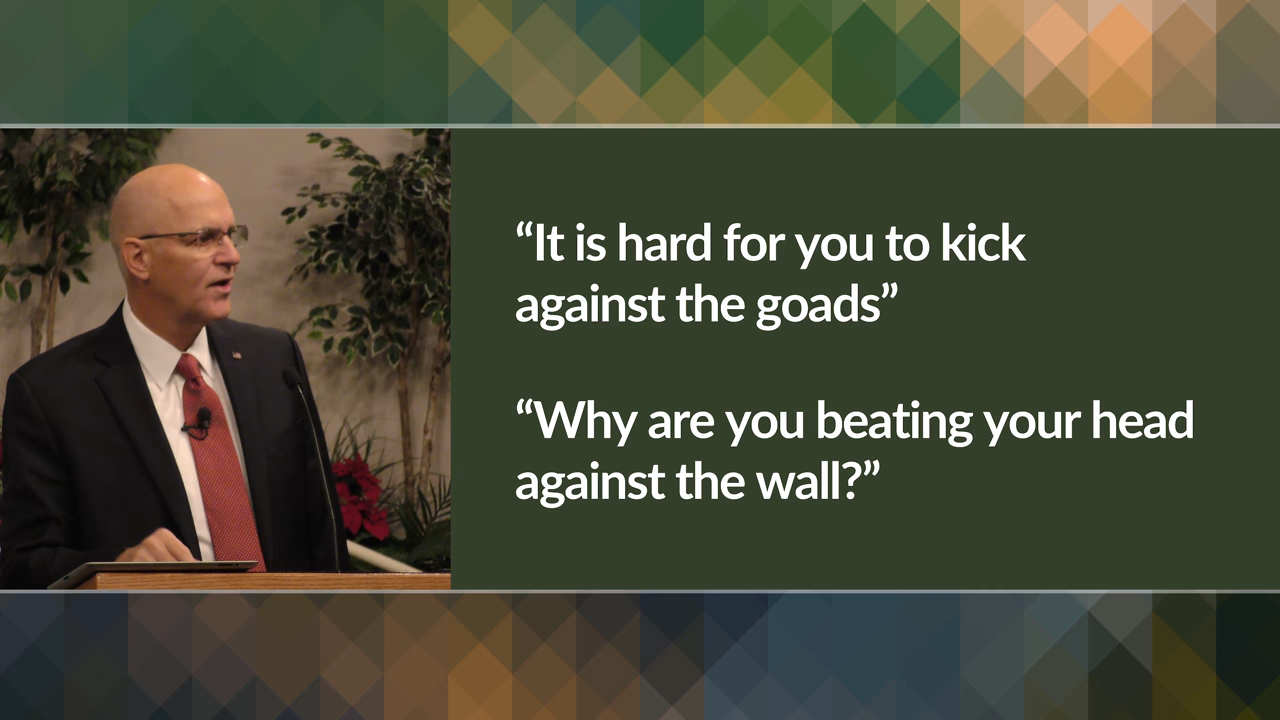 “It is hard for you to kick
against the goads”
“Why are you beating your head
against the wall?”